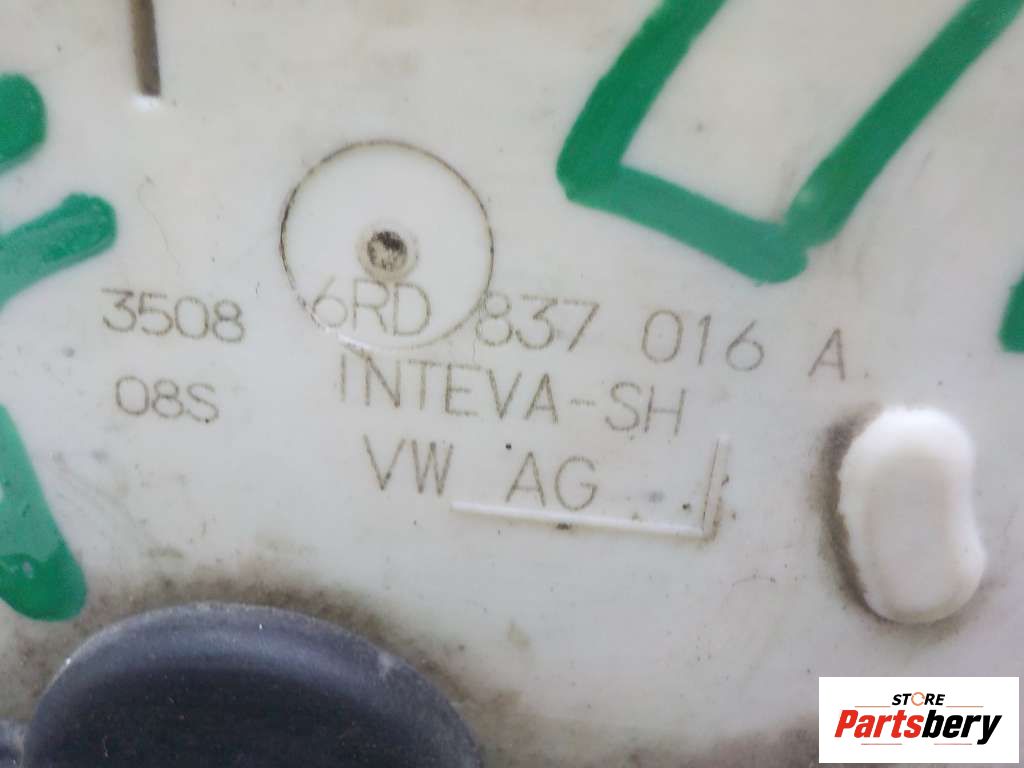 3508 6RD 837 016 A
08S INTEVA-SH
VW AG
STORE
Partsbery